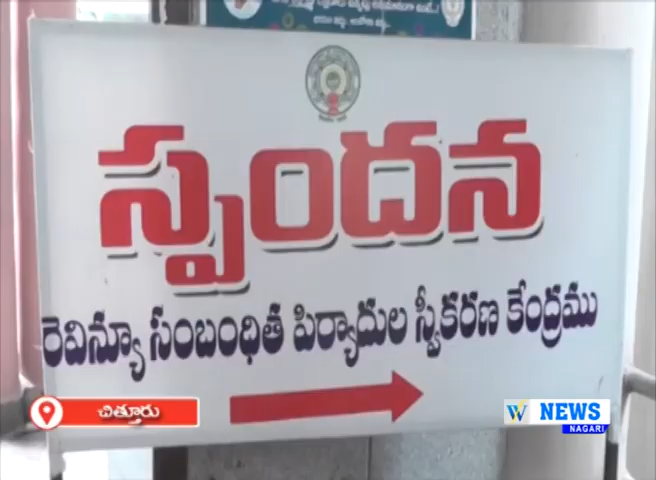 స్పందన
రెవిన్యూ సంబంధిత పిర్యాదుల స్వీకరణ కేంద్రము
చిత్తూరు
W NEWS
NAGARI